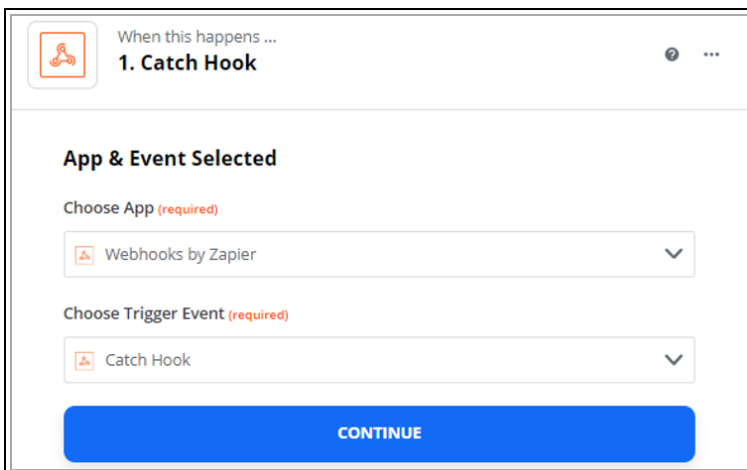 When this happens ...
1. Catch Hook
App & Event Selected
Choose App (required)
Webhooks by Zapier
Choose Trigger Event (required)
Catch Hook
CONTINUE